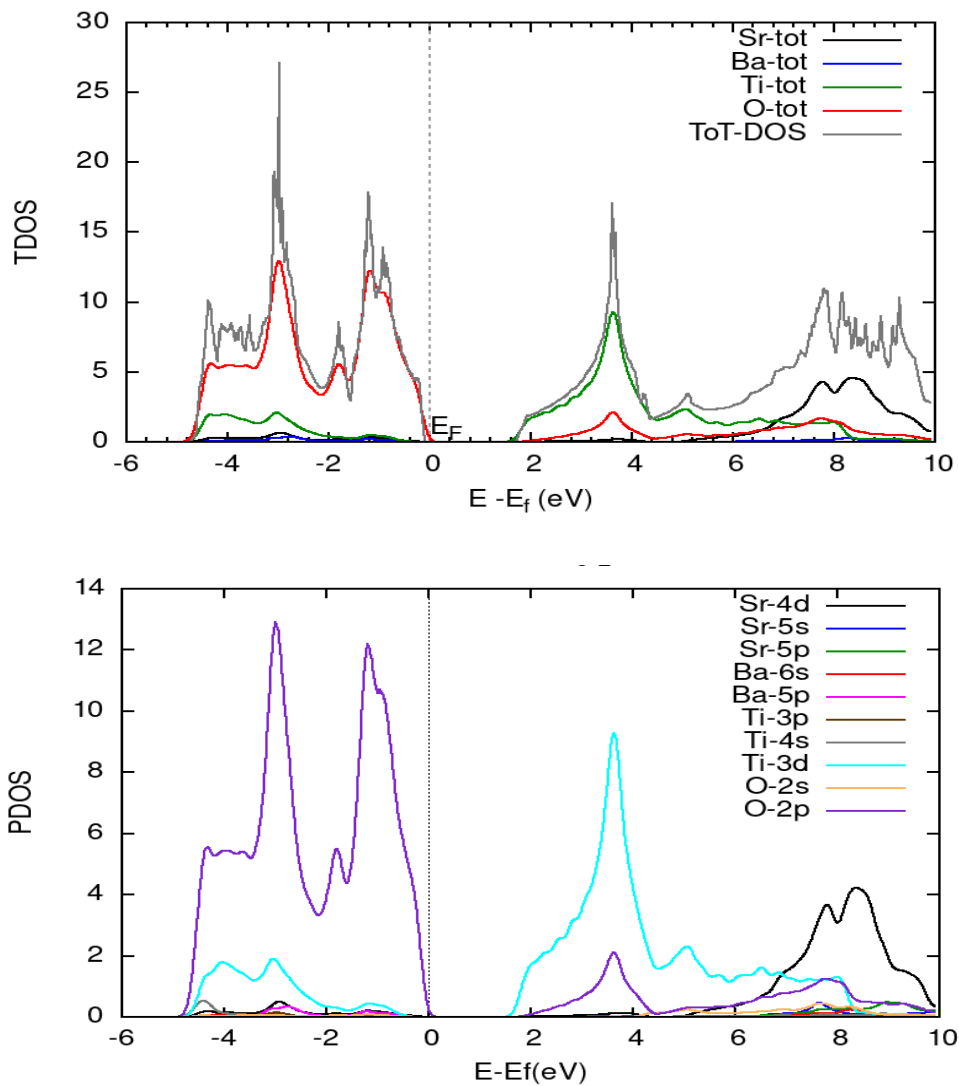 30
25
20
15
10
5
0
TDOS
Sr-tot
Ba-tot
Ti-tot
O-tot
ToT-DOS
E_F
-6 -4 -2 0 2 4 6 8 10
E -E_f (eV)
14
12
10
8
6
4
2
0
PDOS
Sr-4d
Sr-5s
Sr-5p
Ba-6s
Ba-5p
Ti-3p
Ti-4s
Ti-3d
O-2s
O-2p
-6 -4 -2 0 2 4 6 8 10
E-Ef(eV)